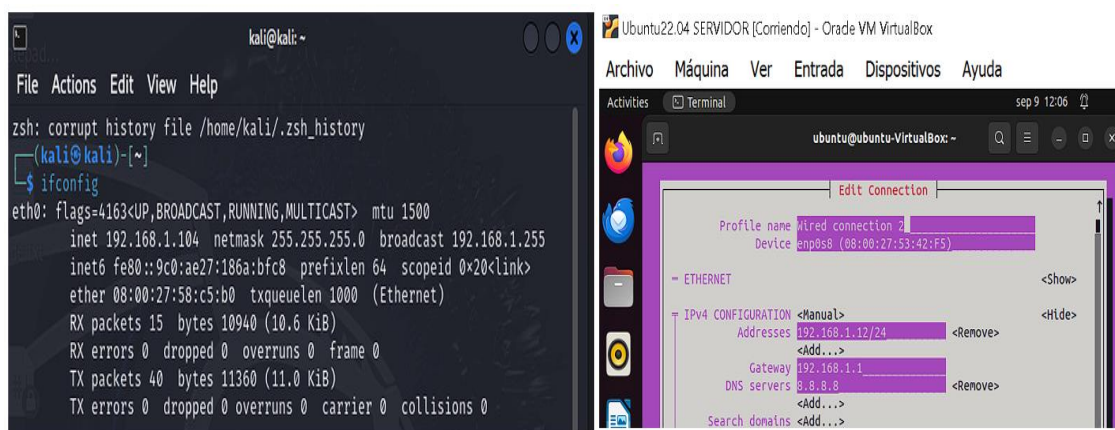 kali@kali: ~
File Actions Edit View Help
zsh: corrupt history file /home/kali/.zsh_history
(kali㉿kali)-[~]
$ ifconfig
eth0: flags=4163<UP,BROADCAST,RUNNING,MULTICAST> mtu 1500
inet 192.168.1.104 netmask 255.255.255.0 broadcast 192.168.1.255
inet6 fe80::9c0:ae27:186a:bfc8 prefixlen 64 scopeid 0×20<link>
ether 08:00:27:58:c5:b0 txqueuelen 1000 (Ethernet)
RX packets 15 bytes 10940 (10.6 KiB)
RX errors 0 dropped 0 overruns 0 frame 0
TX packets 40 bytes 11360 (11.0 KiB)
TX errors 0 dropped 0 overruns 0 carrier 0 collisions 0
Ubuntu22.04 SERVIDOR [Corriendo] - Oracle VM VirtualBox
Archivo Máquina Ver Entrada Dispositivos Ayuda
Activities Terminal sep 9 12:06
ubuntu@ubuntu-VirtualBox: ~
Edit Connection
Profile name Wired connection 2
Device enp0s8 (08:00:27:53:42:F5)
ETHERNET <Show>
IPv4 CONFIGURATION <Manual> <Hide>
Addresses 192.168.1.12/24 <Remove>
<Add...>
Gateway 192.168.1.1
DNS servers 8.8.8.8 <Remove>
<Add...>
Search domains <Add...>